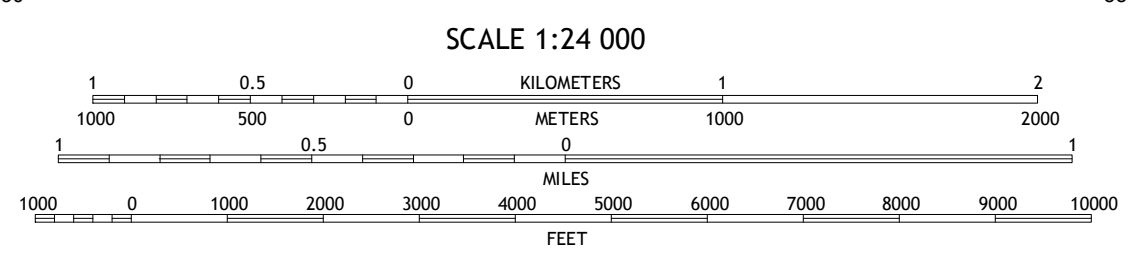 SCALE 1:24 000
1 0.5 0 KILOMETERS 1 2
1000 500 0 METERS 1000 2000
1 0.5 0 1
MILES
1000 0 1000 2000 3000 4000 5000 6000 7000 8000 9000 10000
FEET